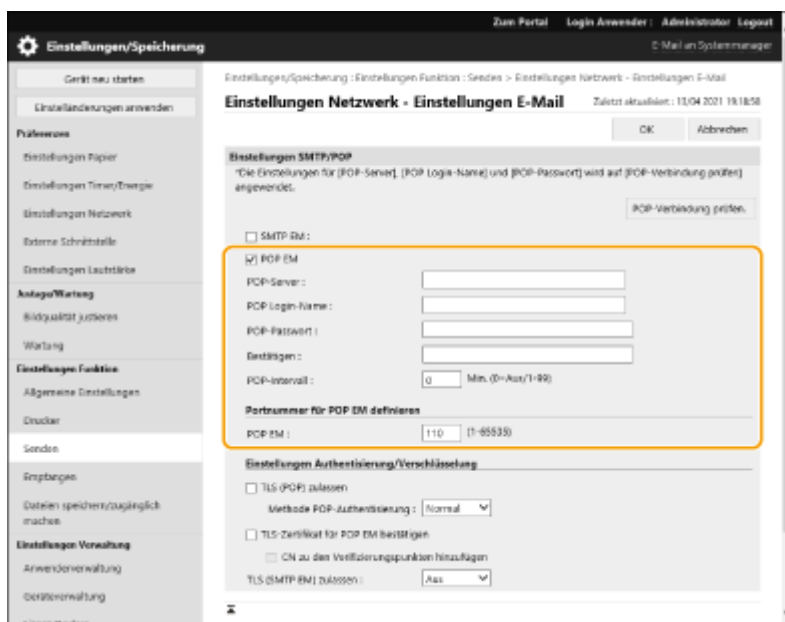 Zum Portal Login Anwender : Administrator Logout
Einstellungen/Speicherung
E-Mail an Systemmanager
Gerät neu starten
Einstelländerungen anwenden
Präferenzen
Einstellungen Papier
Einstellungen Timer/Energie
Einstellungen Netzwerk
Externe Schnittstelle
Einstellungen Lautstärke
Justage/Wartung
Bildqualität justieren
Wartung
Einstellungen Funktion
Allgemeine Einstellungen
Drucker
Senden
Empfangen
Dateien speichern/zugänglich
machen
Einstellungen Verwaltung
Anwenderverwaltung
Geräteverwaltung
Einstellungen/Speicherung : Einstellungen Funktion : Senden > Einstellungen Netzwerk - Einstellungen E-Mail
Einstellungen Netzwerk - Einstellungen E-Mail
Zuletzt aktualisiert : 13/04 2021 19:18:58
OK
Abbrechen
Einstellungen SMTP/POP
*Die Einstellungen für [POP-Server], [POP Login-Name] und [POP-Passwort] wird auf [POP-Verbindung prüfen]
angewendet.
POP-Verbindung prüfen.
SMTP EM :
POP EM
POP-Server :
POP Login-Name :
POP-Passwort :
Bestätigen :
POP-Intervall : 0 Min. (0=Aus/1-99)
Portnummer für POP EM definieren
POP EM : 110 (1-65535)
Einstellungen Authentisierung/Verschlüsselung
TLS (POP) zulassen
Methode POP-Authentisierung : Normal
TLS-Zertifikat für POP EM bestätigen
CN zu den Verifizierungspunkten hinzufügen
TLS (SMTP EM) zulassen : Aus